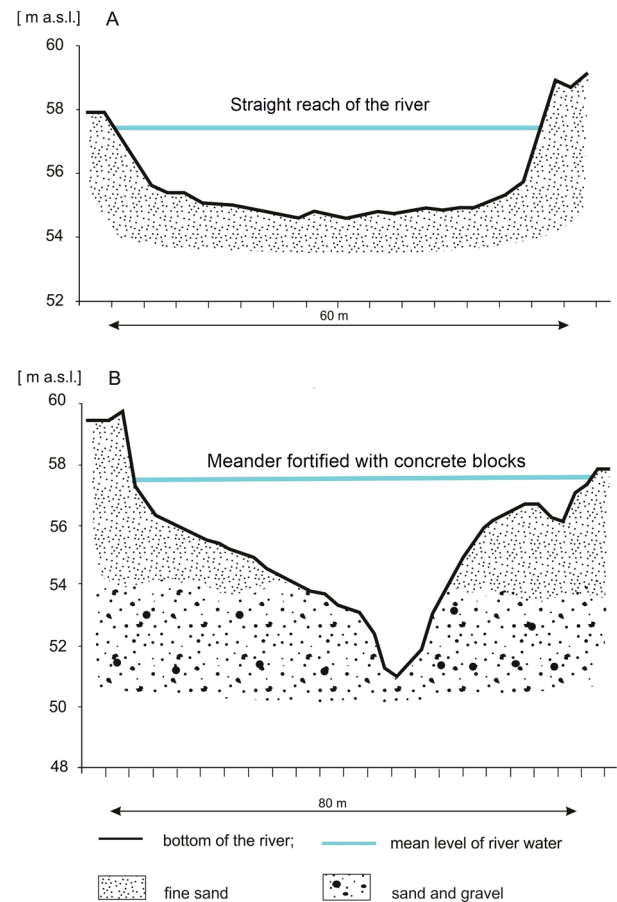 [ m a.s.l.] A
60
Straight reach of the river
58
56
54
52
60 m
[ m a.s.l.] B
60
Meander fortified with concrete blocks
58
56
54
52
50
48
80 m
bottom of the river; mean level of river water
fine sand sand and gravel